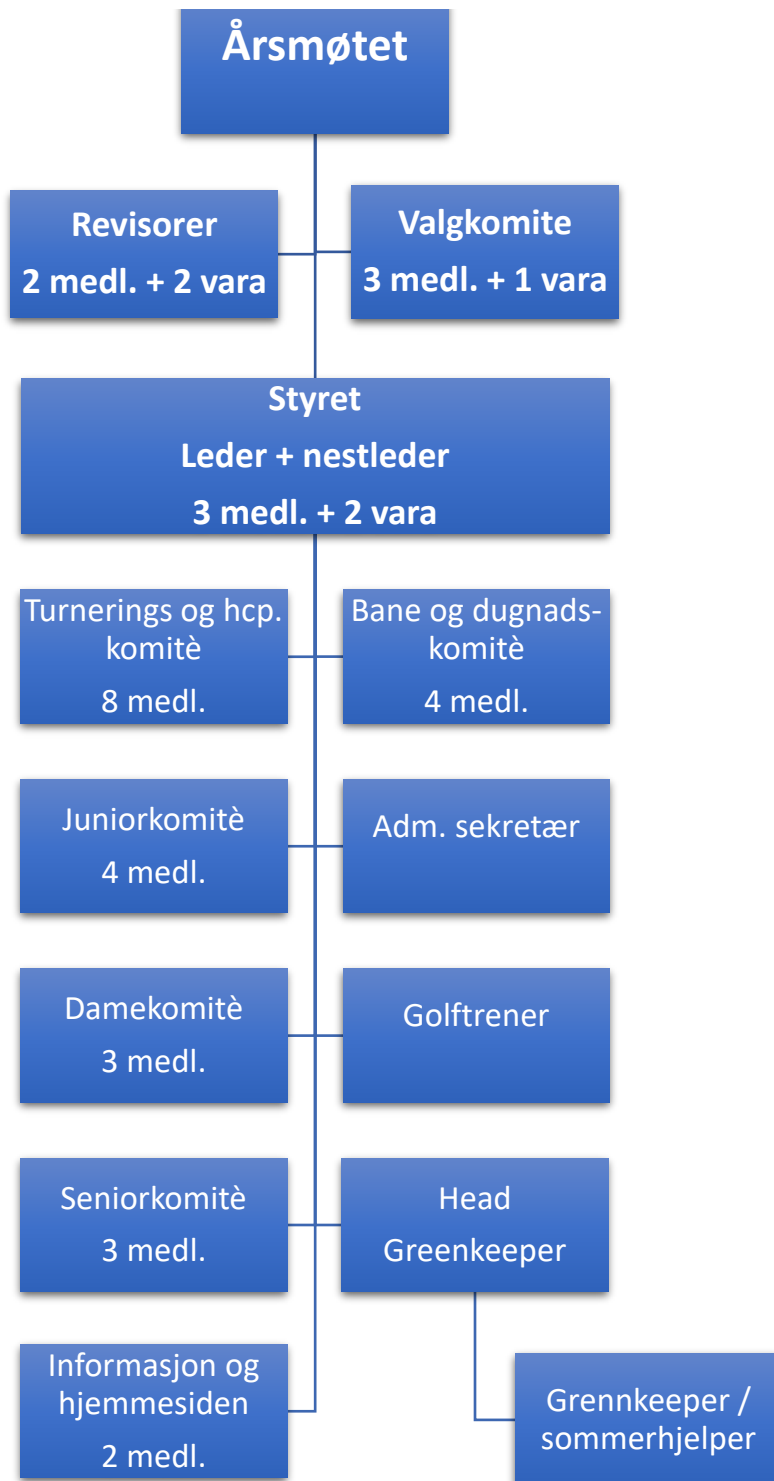 Årsmøtet
Revisorer
2 medl. + 2 vara
Valgkomite
3 medl. + 1 vara
Styret
Leder + nestleder
3 medl. + 2 vara
Turnerings og hcp.
komitè
8 medl.
Bane og dugnads-
komitè
4 medl.
Juniorkomitè
4 medl.
Adm. sekretær
Damekomitè
3 medl.
Golftrener
Seniorkomitè
3 medl.
Head
Greenkeeper
Informasjon og
hjemmesiden
2 medl.
Grennkeeper /
sommerhjelper